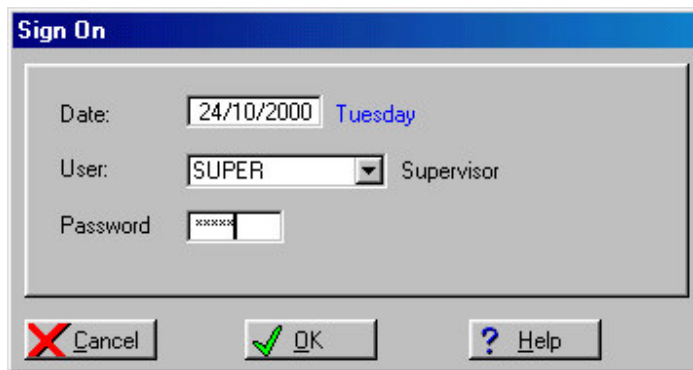 Sign On
Date: 24/10/2000 Tuesday
User: SUPER Supervisor
Password *****
Cancel OK ? Help